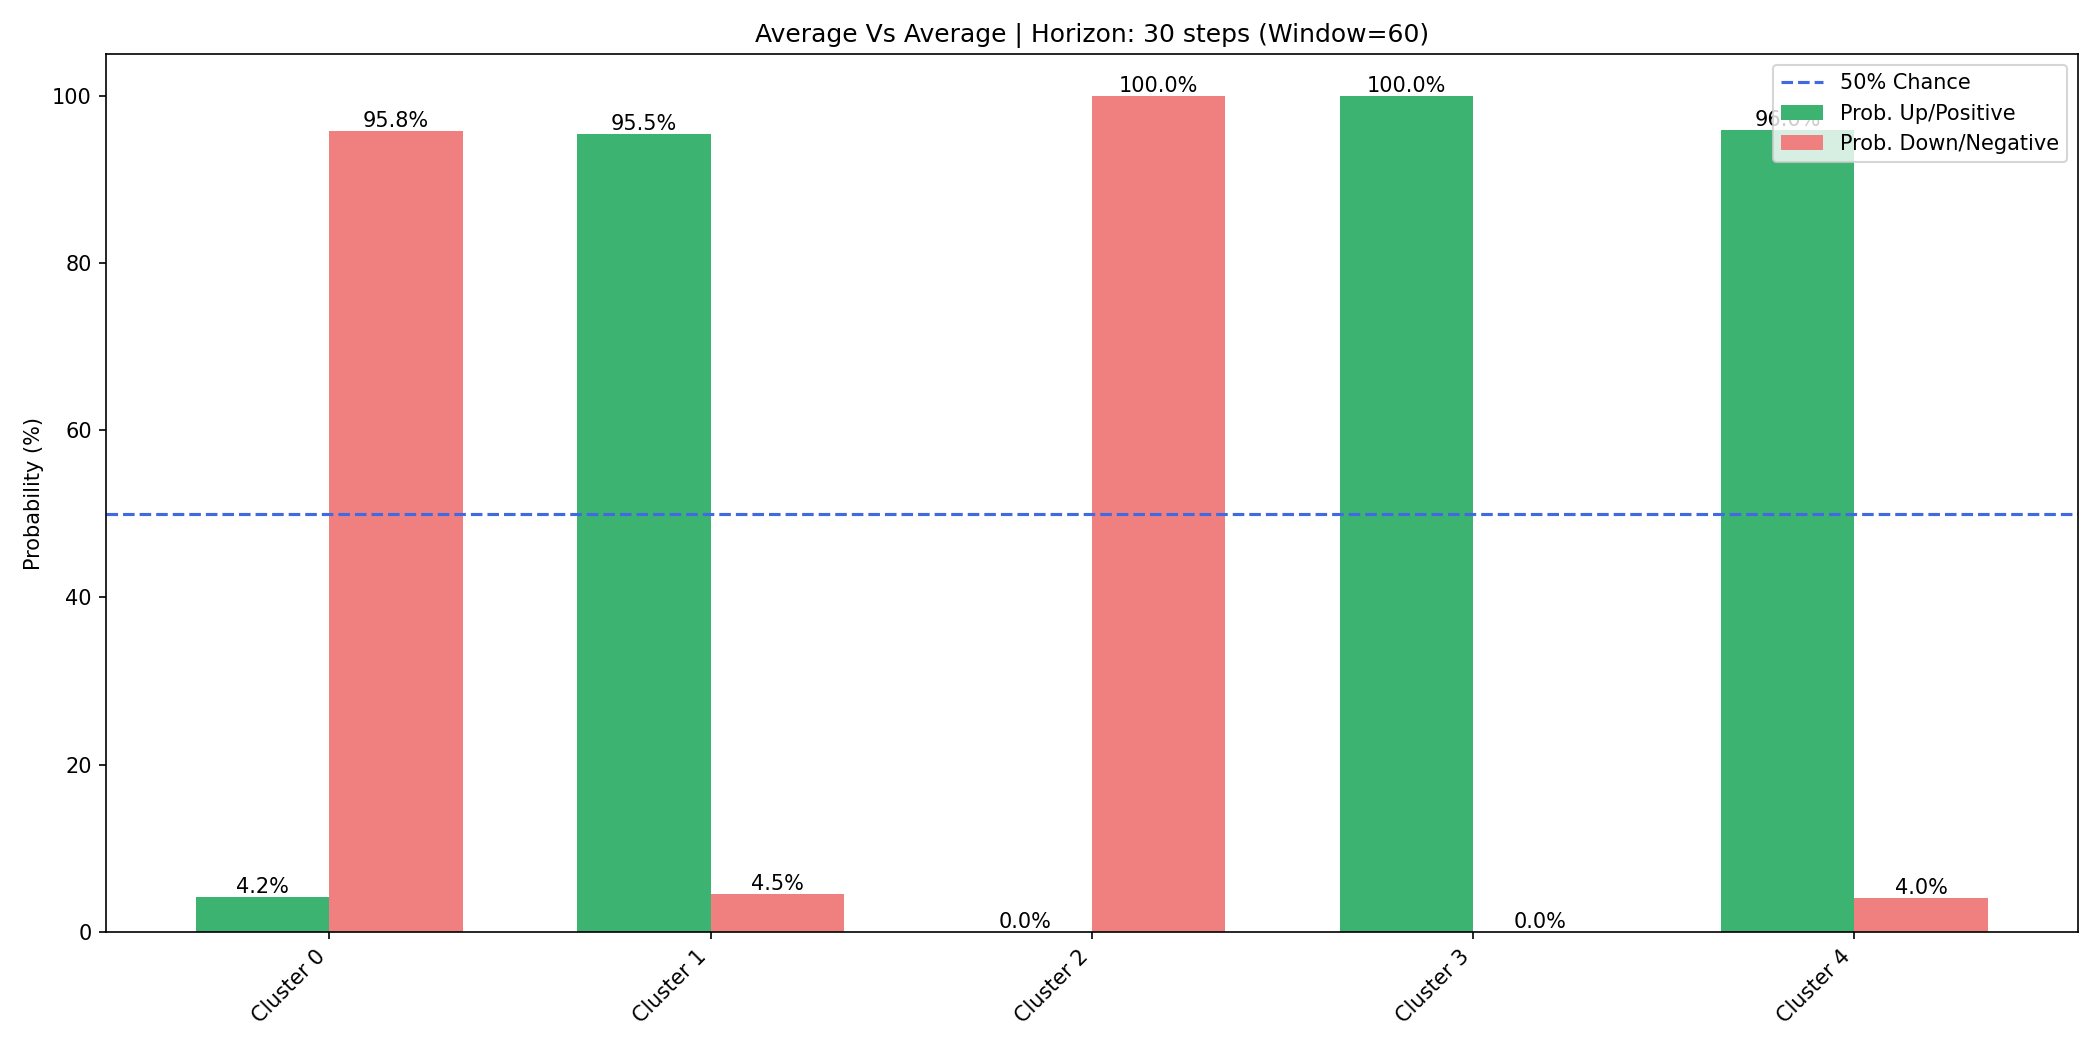 Average Vs Average | Horizon: 30 steps (Window=60)
50% Chance
Prob. Up/Positive
Prob. Down/Negative
Probability (%)
100
80
60
40
20
0
4.2%
95.8%
95.5%
4.5%
0.0%
100.0%
100.0%
0.0%
96.0%
4.0%
Cluster 0
Cluster 1
Cluster 2
Cluster 3
Cluster 4